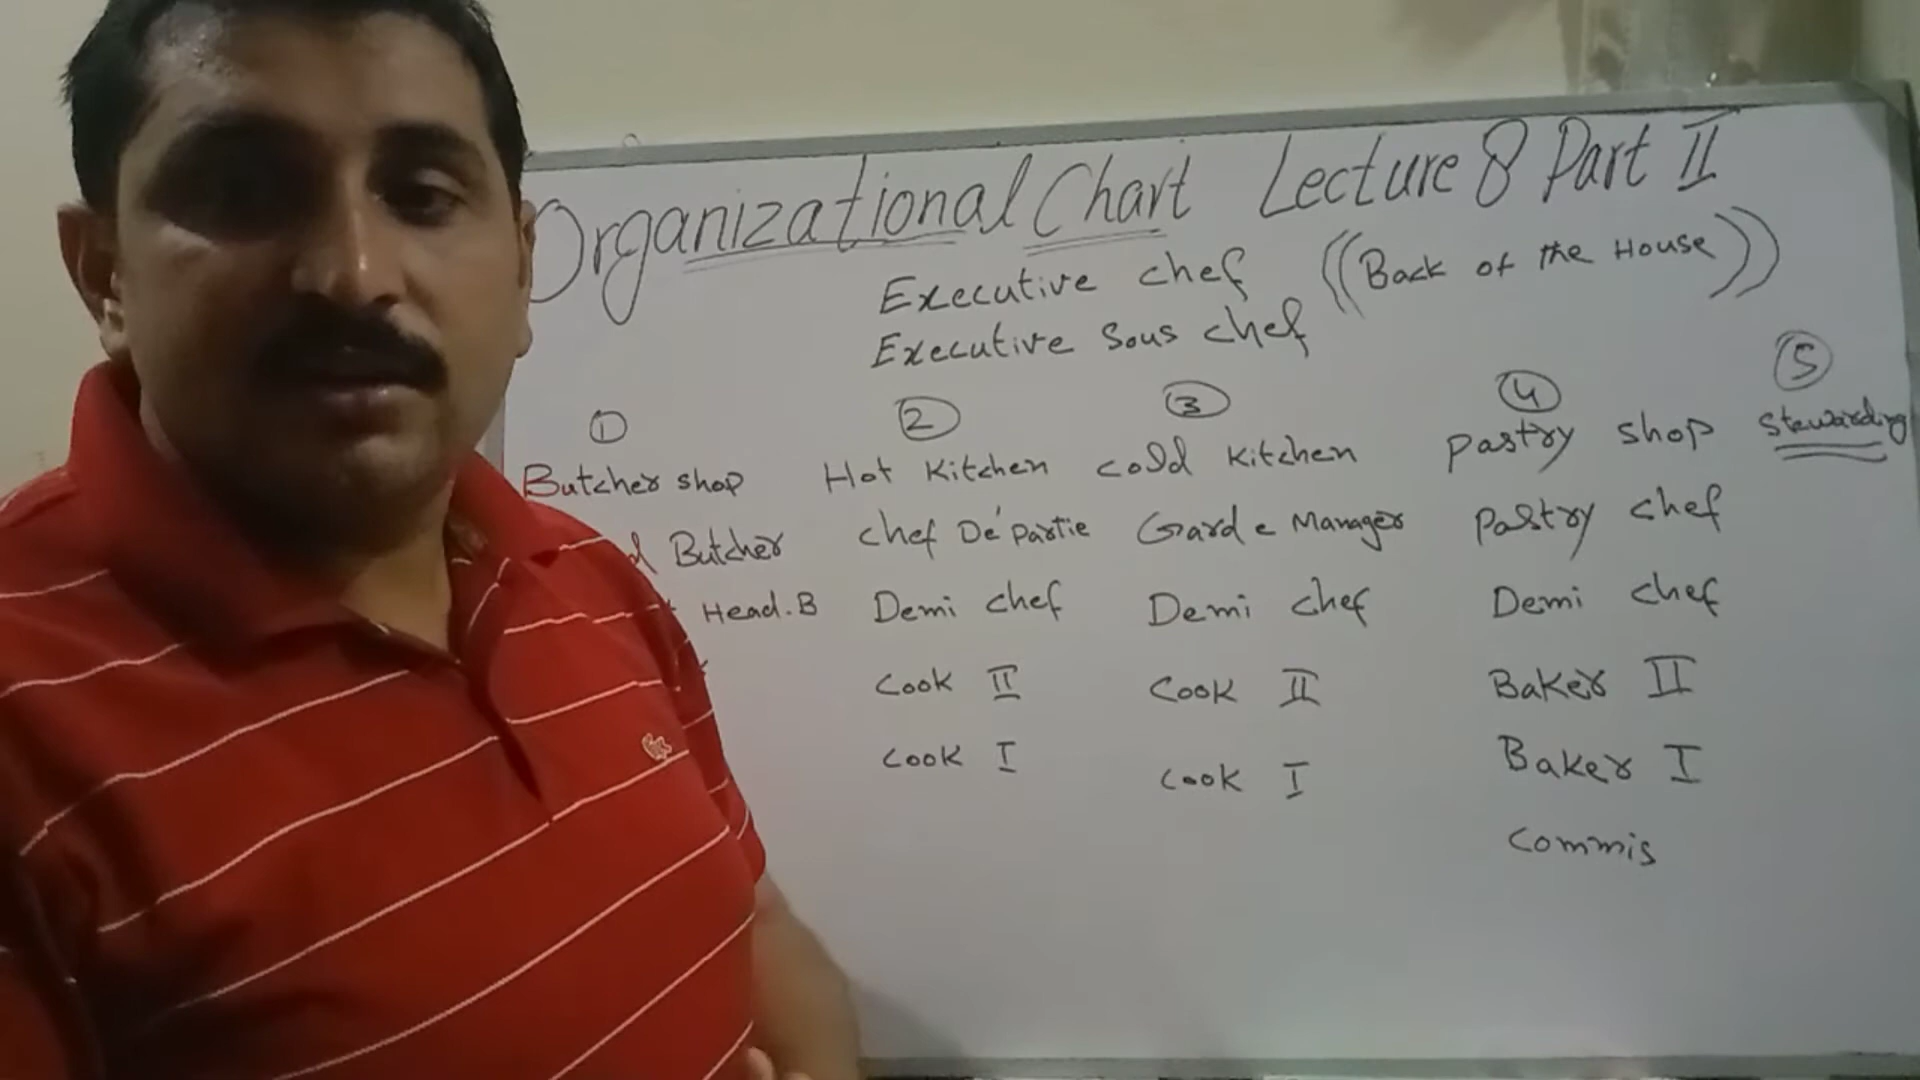 Organizational Chart Lecture 8 Part II
Executive chef ((Back of the House))
Executive Sous chef
1 2 3 4 5
Butcher shop Hot Kitchen cold Kitchen Pastry shop Stewarding
Butcher chef De' Partie Garde Manager Pastry chef
Head.B Demi chef Demi chef Demi chef
Cook II Cook II Baker II
Cook I Cook I Baker I
Commis